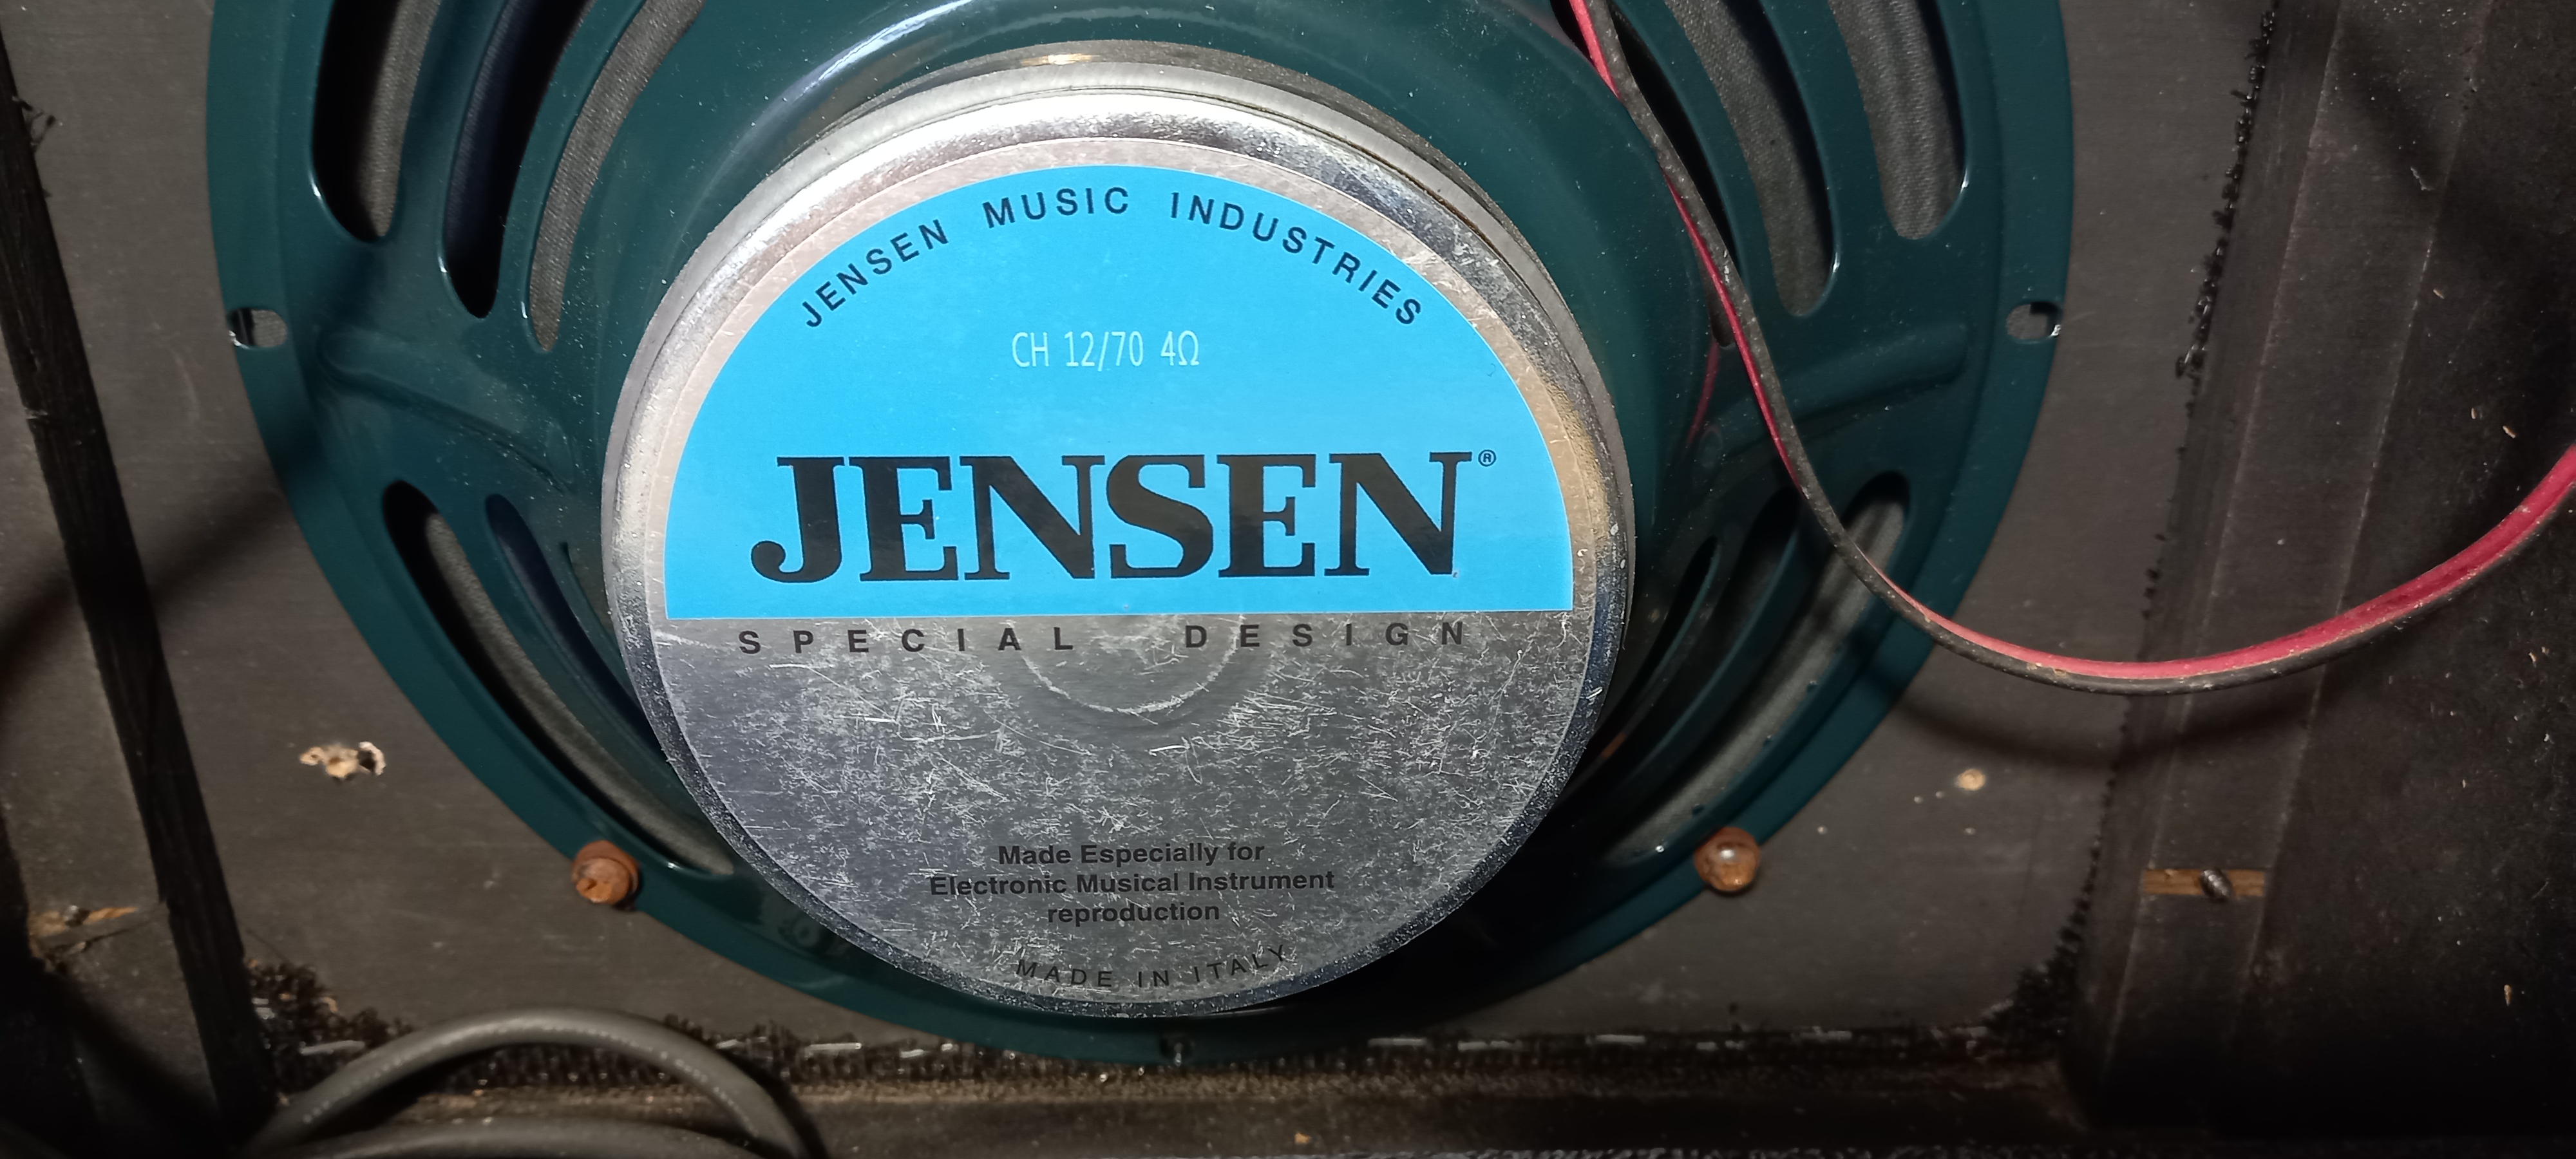 JENSEN MUSIC INDUSTRIES
CH 12/70 4Ω
JENSEN®
SPECIAL DESIGN
Made Especially for
Electronic Musical Instrument
reproduction
MADE IN ITALY